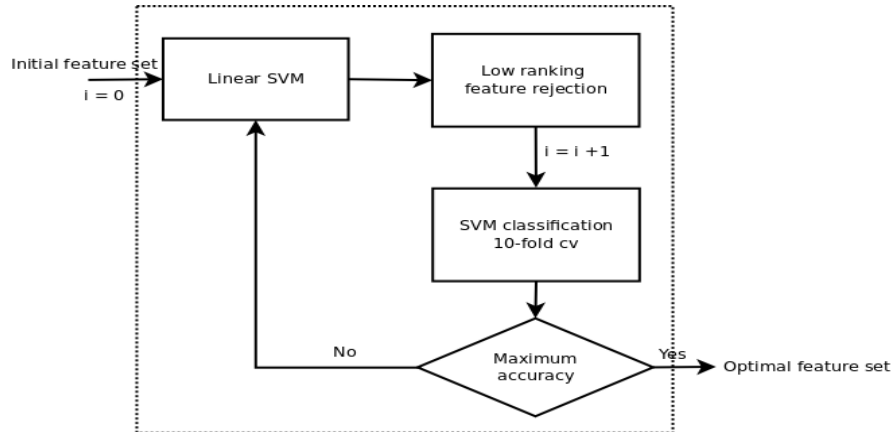 Initial feature set
i = 0
Linear SVM
Low ranking
feature rejection
i = i +1
SVM classification
10-fold cv
Maximum
accuracy
No
Yes
Optimal feature set